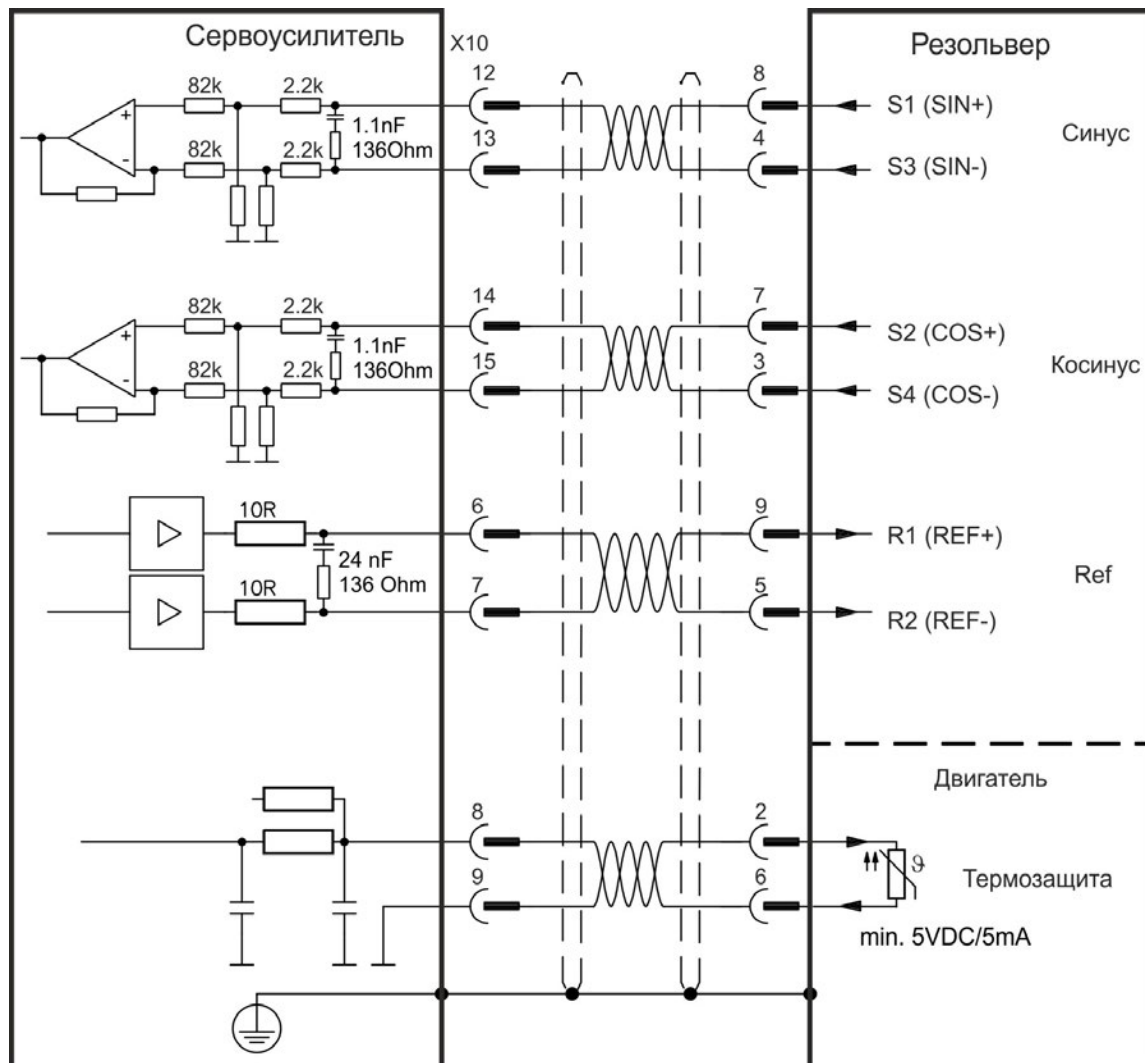 Сервоусилитель
X10
Резольвер
82k
2.2k
12
8
S1 (SIN+)
1.1nF
136Ohm
Синус
82k
2.2k
13
4
S3 (SIN-)
+
-
82k
2.2k
14
7
S2 (COS+)
1.1nF
136Ohm
Косинус
82k
2.2k
15
3
S4 (COS-)
+
-
10R
6
9
R1 (REF+)
24 nF
136 Ohm
Ref
10R
7
5
R2 (REF-)
Двигатель
8
2
ϑ
Термозащита
9
6
min. 5VDC/5mA